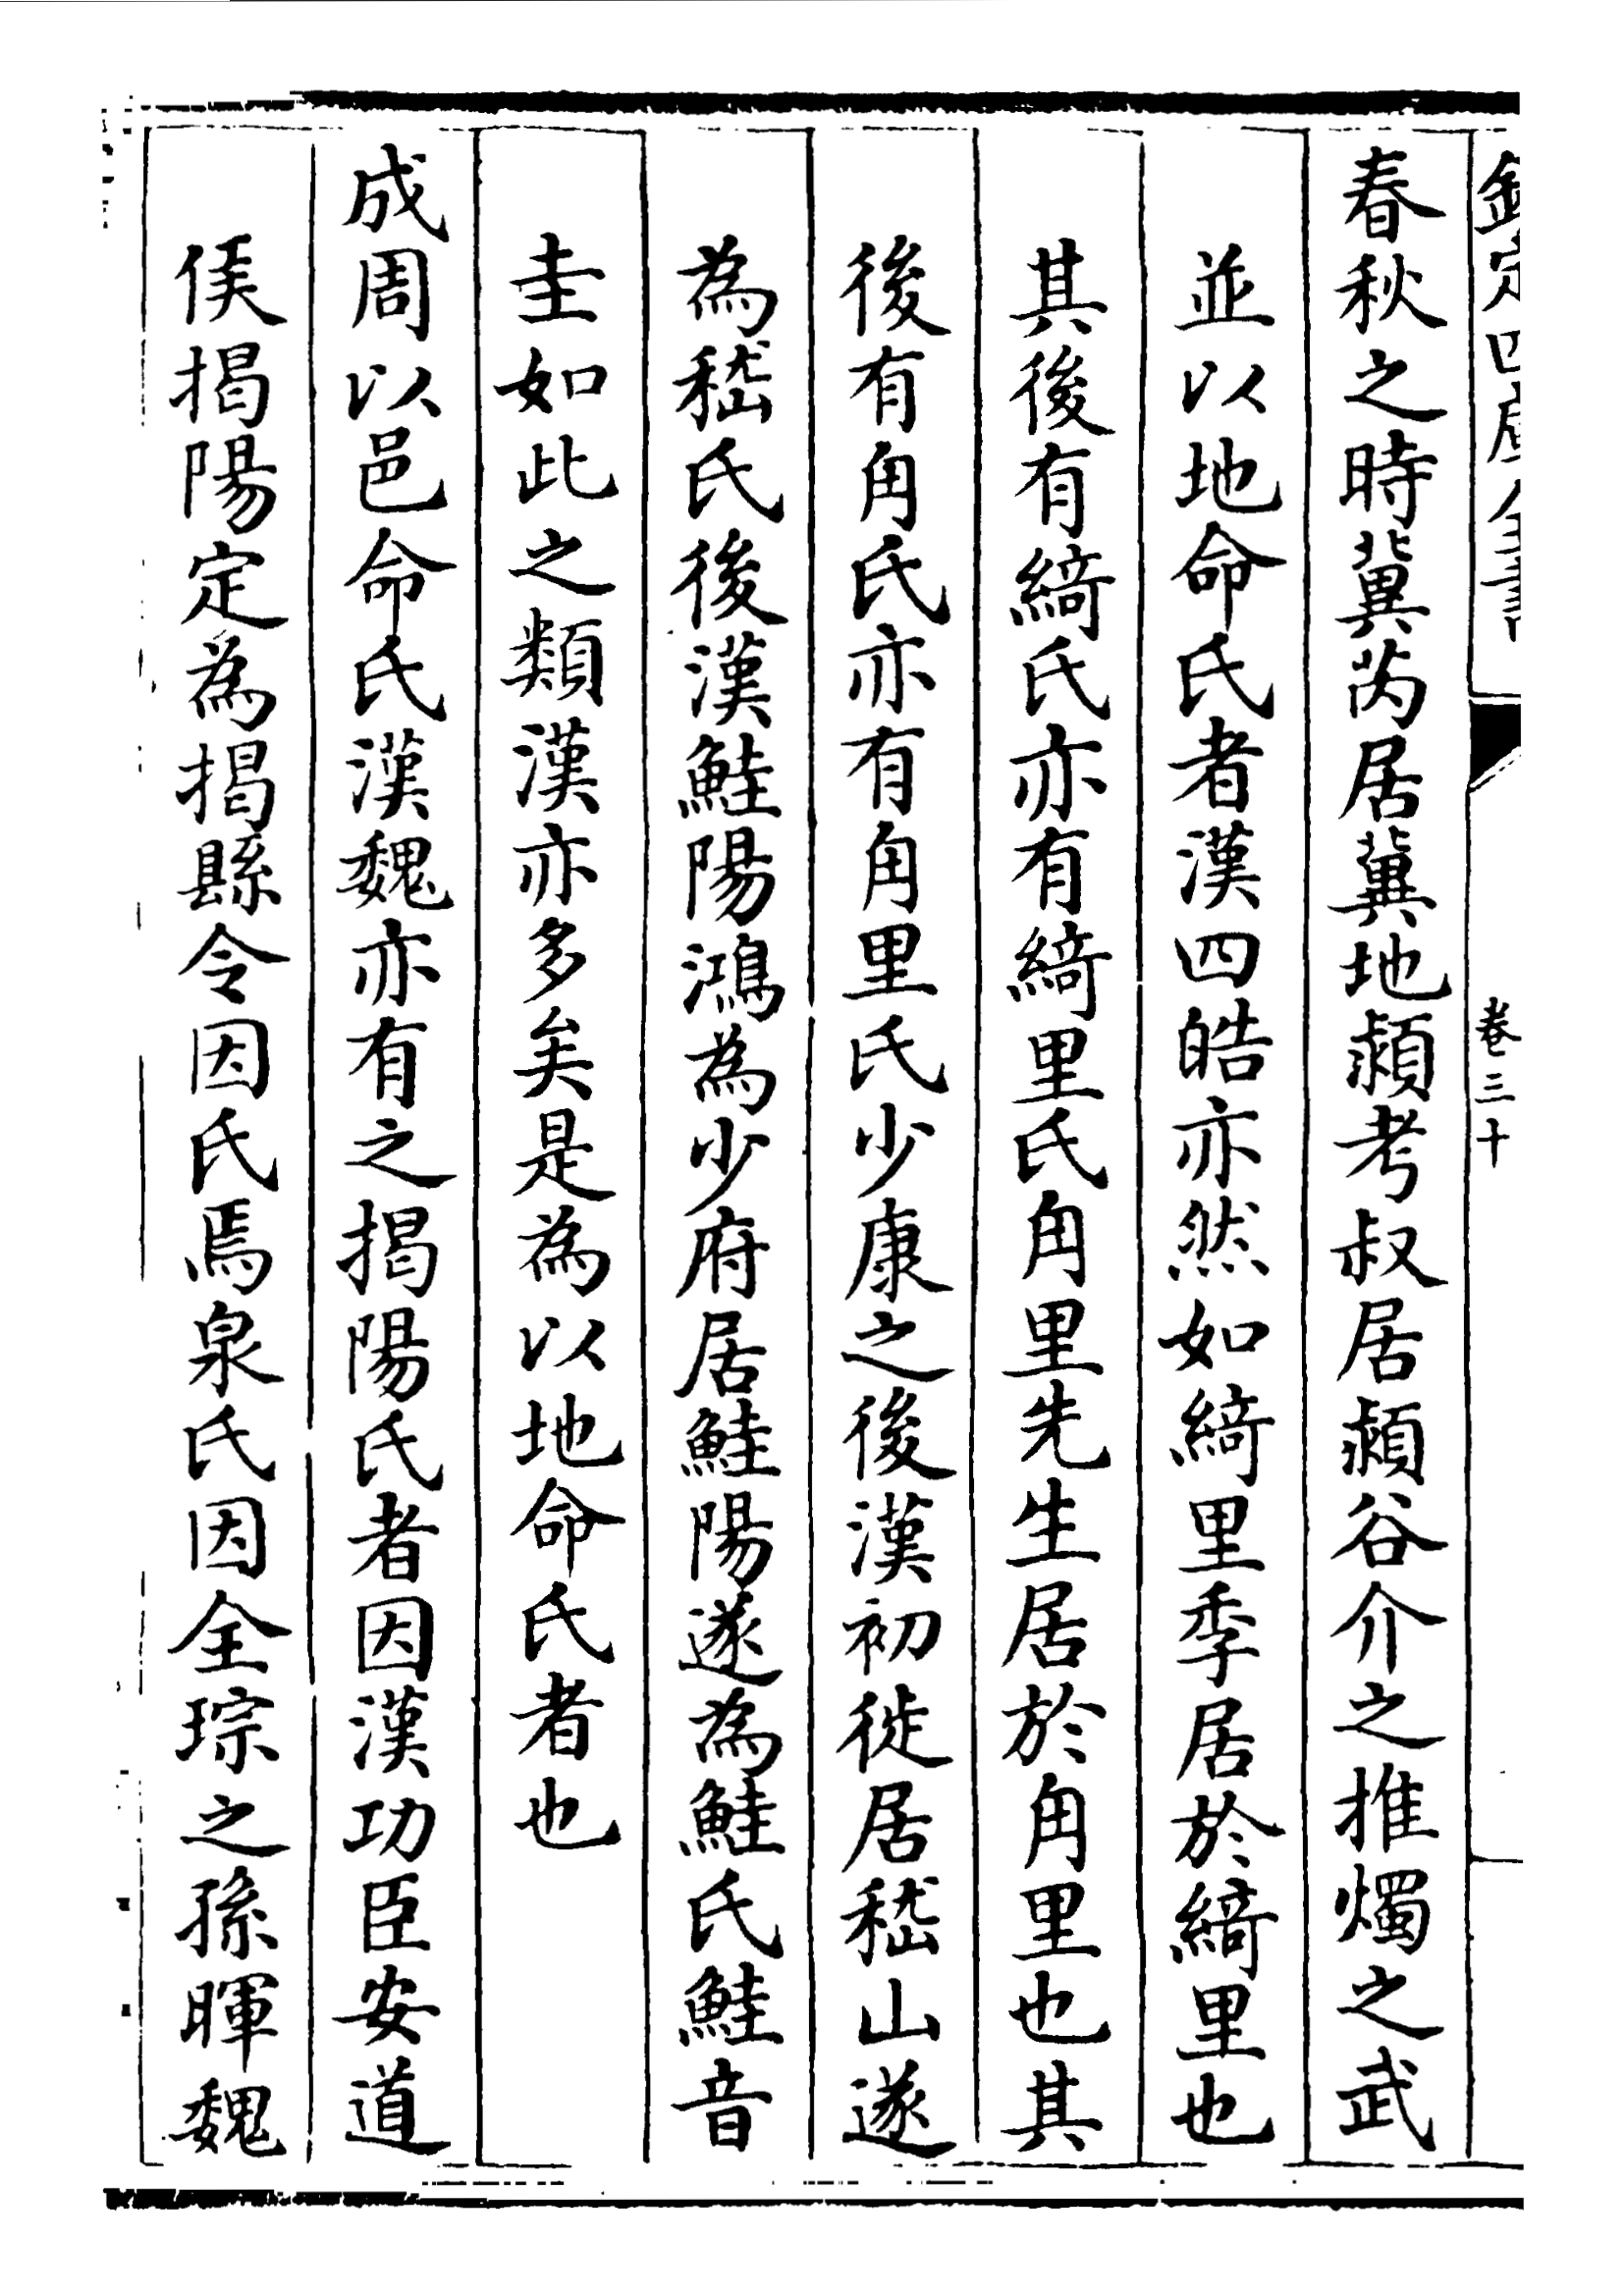 欽定四庫全書
卷三十
春秋之時冀芮居冀地潁考叔居潁谷介之推燭之武
並以地命氏者漢四皓亦然如綺里季居於綺里也
其後有綺氏亦有綺里氏甪里先生居於甪里也其
後有甪氏亦有甪里氏少康之後漢初徙居嵇山遂
為嵇氏後漢鮭陽鴻為少府居鮭陽遂為鮭氏鮭音
圭如此之類漢亦多矣是為以地命氏者也
成周以邑命氏漢魏亦有之揭陽氏者因漢功臣安道
侯揭陽定為揭縣令因氏焉泉氏因全琮之孫暉魏